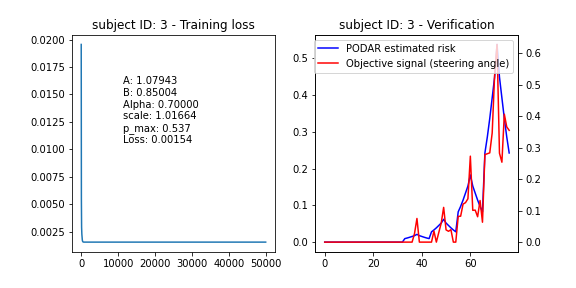 subject ID: 3 - Training loss
0.0200
0.0175
0.0150
0.0125
0.0100
0.0075
0.0050
0.0025
A: 1.07943
B: 0.85004
Alpha: 0.70000
scale: 1.01664
p_max: 0.537
Loss: 0.00154
0 10000 20000 30000 40000 50000
subject ID: 3 - Verification
PODAR estimated risk
Objective signal (steering angle)
0.5
0.4
0.3
0.2
0.1
0.0
0.6
0.5
0.4
0.3
0.2
0.1
0.0
0 20 40 60 80